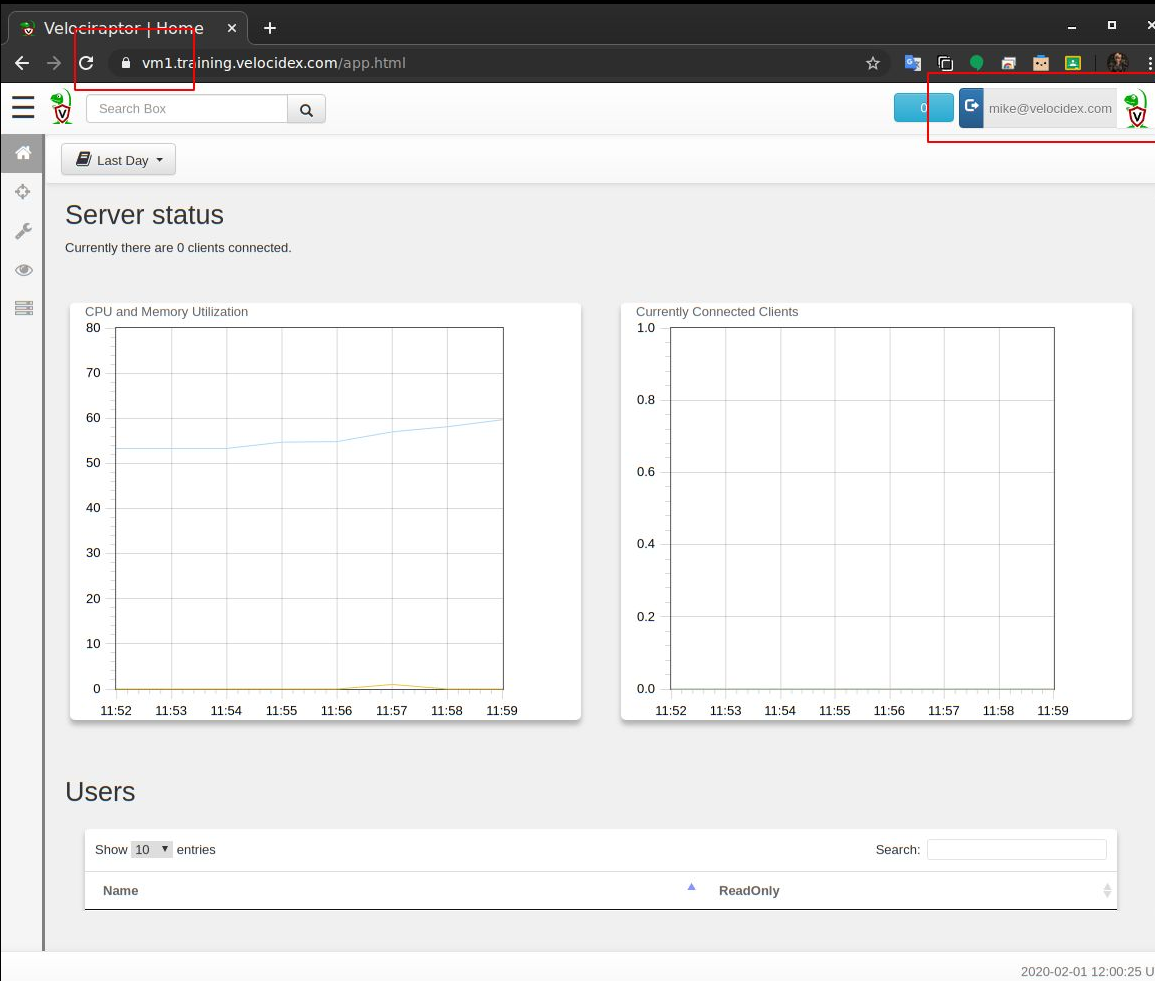 Velociraptor | Home
vm1.training.velocidex.com/app.html
Search Box
0
mike@velocidex.com
Last Day
Server status
Currently there are 0 clients connected.
CPU and Memory Utilization
80
70
60
50
40
30
20
10
0
11:52 11:53 11:54 11:55 11:56 11:57 11:58 11:59
Currently Connected Clients
1.0
0.8
0.6
0.4
0.2
0.0
11:52 11:53 11:54 11:55 11:56 11:57 11:58 11:59
Users
Show 10 entries
Search:
Name ReadOnly
2020-02-01 12:00:25 U